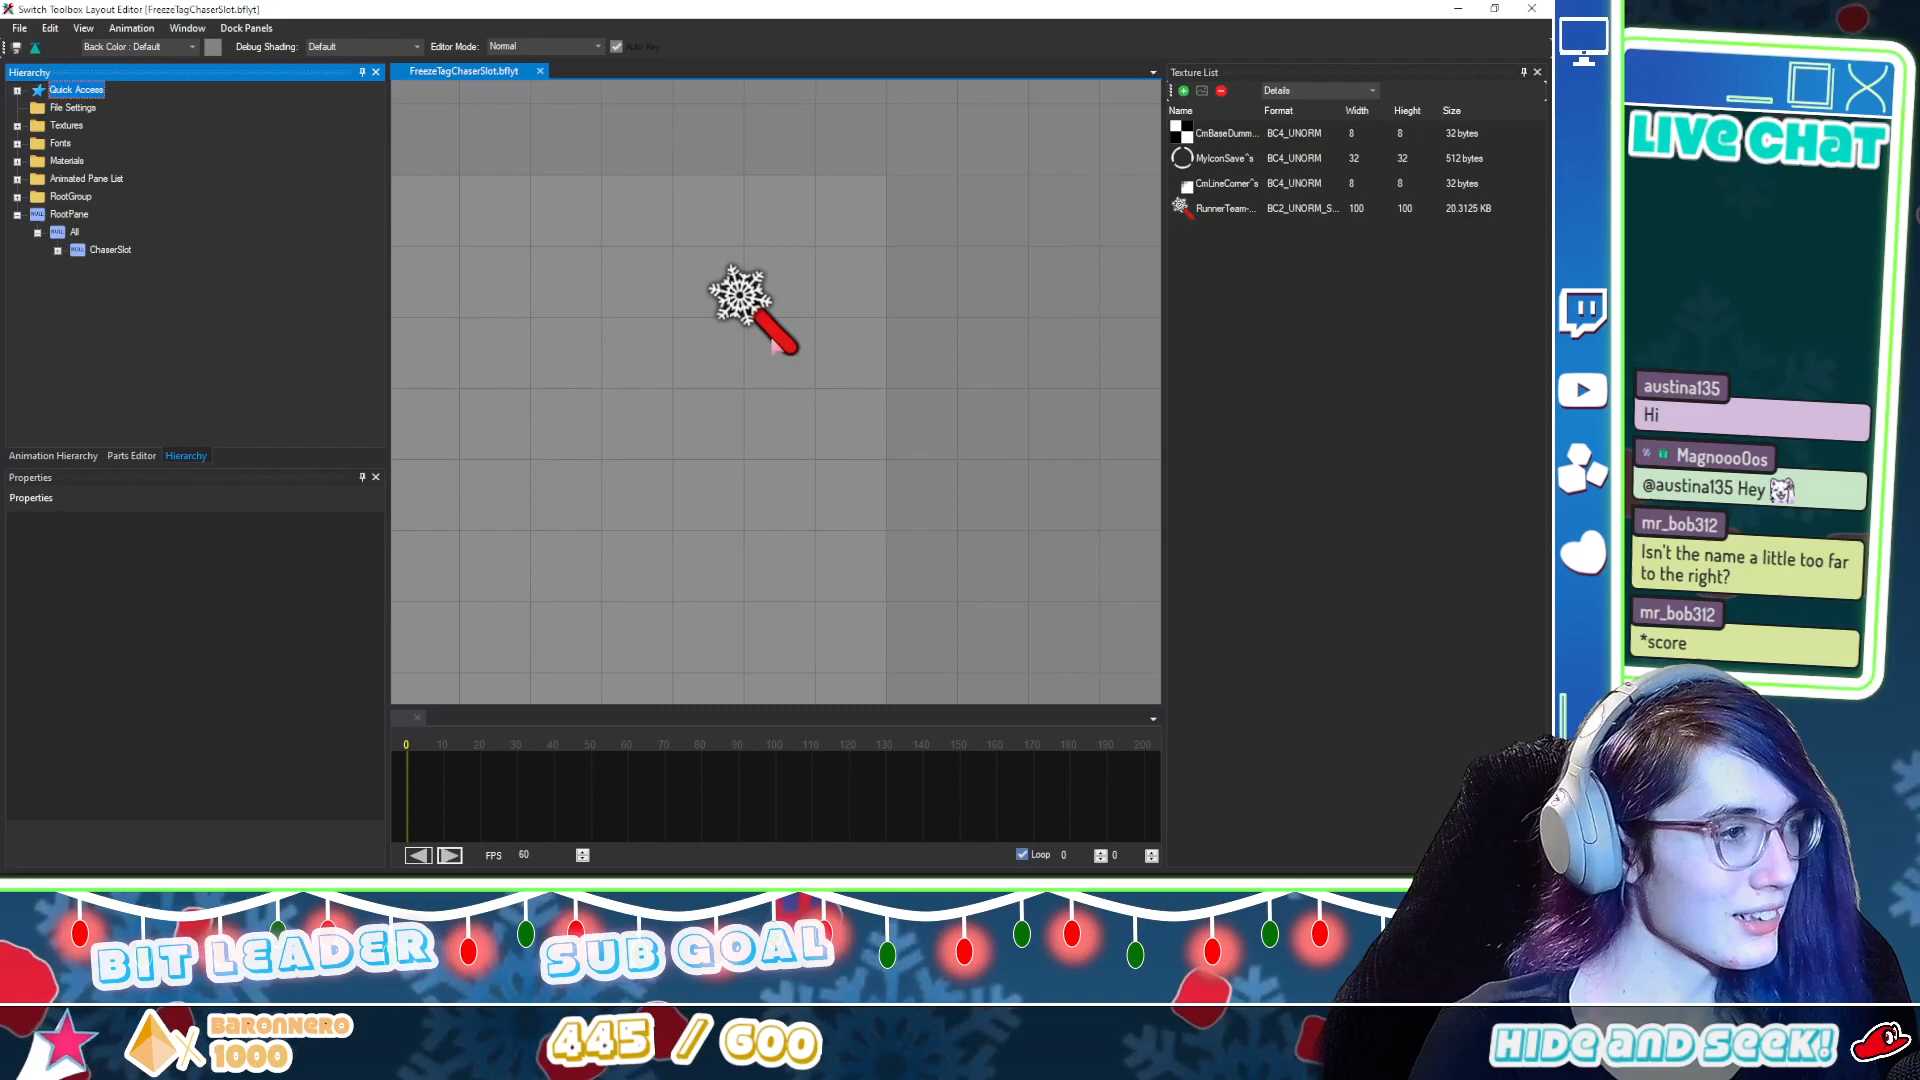 Switch Toolbox Layout Editor [FreezeTagChaserSlot.bflyt]
File Edit View Animation Window Dock Panels
Back Color : Default Debug Shading: Default Editor Mode: Normal Auto Key
Hierarchy
Quick Access
File Settings
Textures
Fonts
Materials
Animated Pane List
RootGroup
NULL RootPane
NULL All
NULL ChaserSlot
Animation Hierarchy Parts Editor Hierarchy
Properties
Properties
FreezeTagChaserSlot.bflyt
0 10 20 30 40 50 60 70 80 90 100 110 120 130 140 150 160 170 180 190 200
FPS 60 Loop 0 0
Texture List
Details
Name Format Width Hieght Size
CmBaseDumm... BC4_UNORM 8 8 32 bytes
MyIconSave^s BC4_UNORM 32 32 512 bytes
CmLineCorner^s BC4_UNORM 8 8 32 bytes
RunnerTeam-... BC2_UNORM_S... 100 100 20.3125 KB
LIVE CHAT
austina135
Hi
MagnoooOos
@austina135 Hey
mr_bob312
Isn't the name a little too far
to the right?
mr_bob312
*score
BIT LEADER
SUB GOAL
BARONNERO
1000
445 / 600
HIDE AND SEEK!